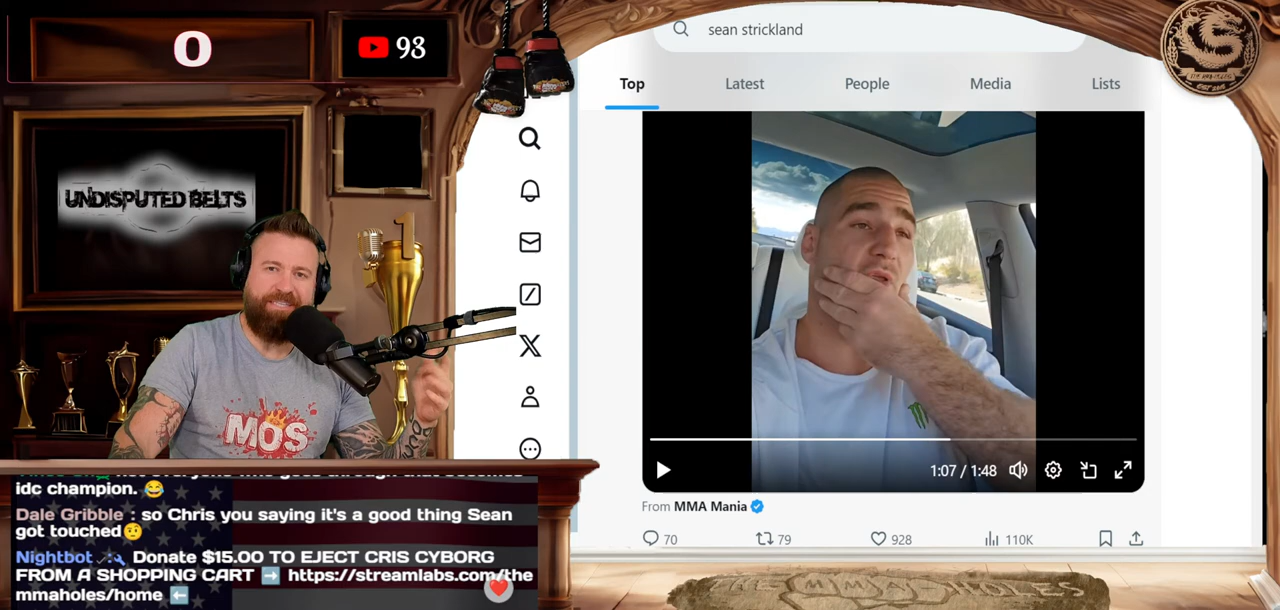 0
93
sean strickland
Top
Latest
People
Media
Lists
UNDISPUTED BELTS
1
MOS
1:07 / 1:48
From MMA Mania
70
79
928
110K
idc champion. 😂
Dale Gribble : so Chris you saying it's a good thing Sean
got touched🤨
Nightbot : Donate $15.00 TO EJECT CRIS CYBORG
FROM A SHOPPING CART ➡️ https://streamlabs.com/the
mmaholes/home ⬅️
THE MMAHOLES